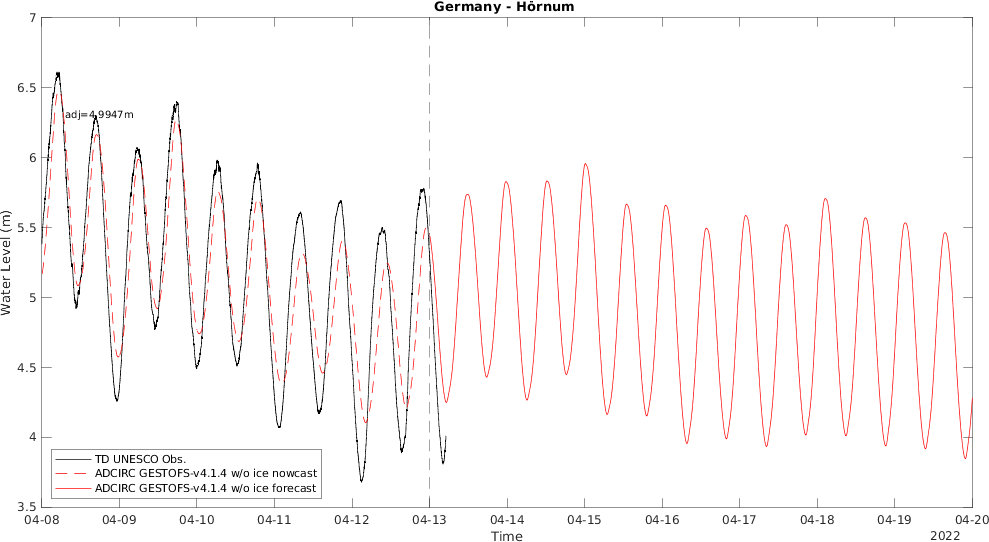 Germany - Hörnum
7
6.5
6
5.5
5
4.5
4
3.5
Water Level (m)
adj=4.9947m
TD UNESCO Obs.
ADCIRC GESTOFS-v4.1.4 w/o ice nowcast
ADCIRC GESTOFS-v4.1.4 w/o ice forecast
04-08 04-09 04-10 04-11 04-12 04-13 04-14 04-15 04-16 04-17 04-18 04-19 04-20
Time
2022